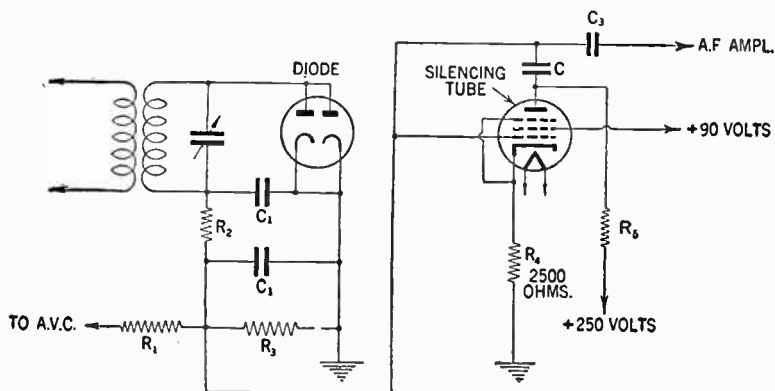 DIODE
C₁
R₂
C₁
TO A.V.C.
R₁
R₃
C₃
A.F AMPL.
C
SILENCING
TUBE
+90 VOLTS
R₄
2500
OHMS.
R₅
+250 VOLTS